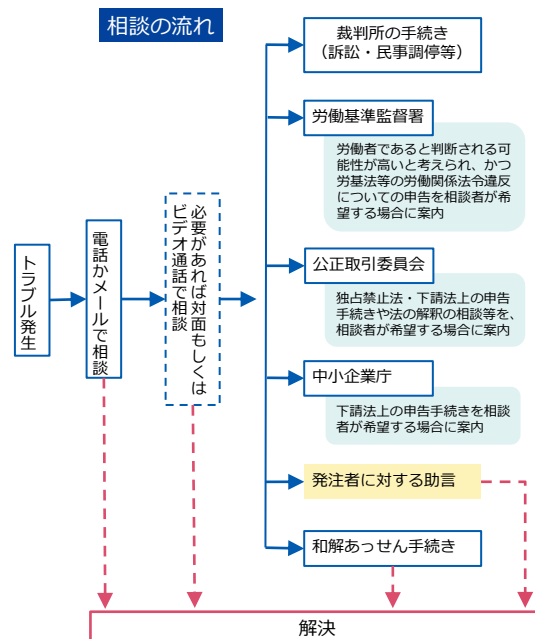 相談の流れ
トラブル発生
電話かメールで相談
必要があれば対面もしくは
ビデオ通話で相談
裁判所の手続き
（訴訟・民事調停等）
労働基準監督署
労働者であると判断される可
能性が高いと考えられ、かつ
労基法等の労働関係法令違反
についての申告を相談者が希
望する場合に案内
公正取引委員会
独占禁止法・下請法上の申告
手続きや法の解釈の相談等を、
相談者が希望する場合に案内
中小企業庁
下請法上の申告手続きを相談
者が希望する場合に案内
発注者に対する助言
和解あっせん手続き
解決